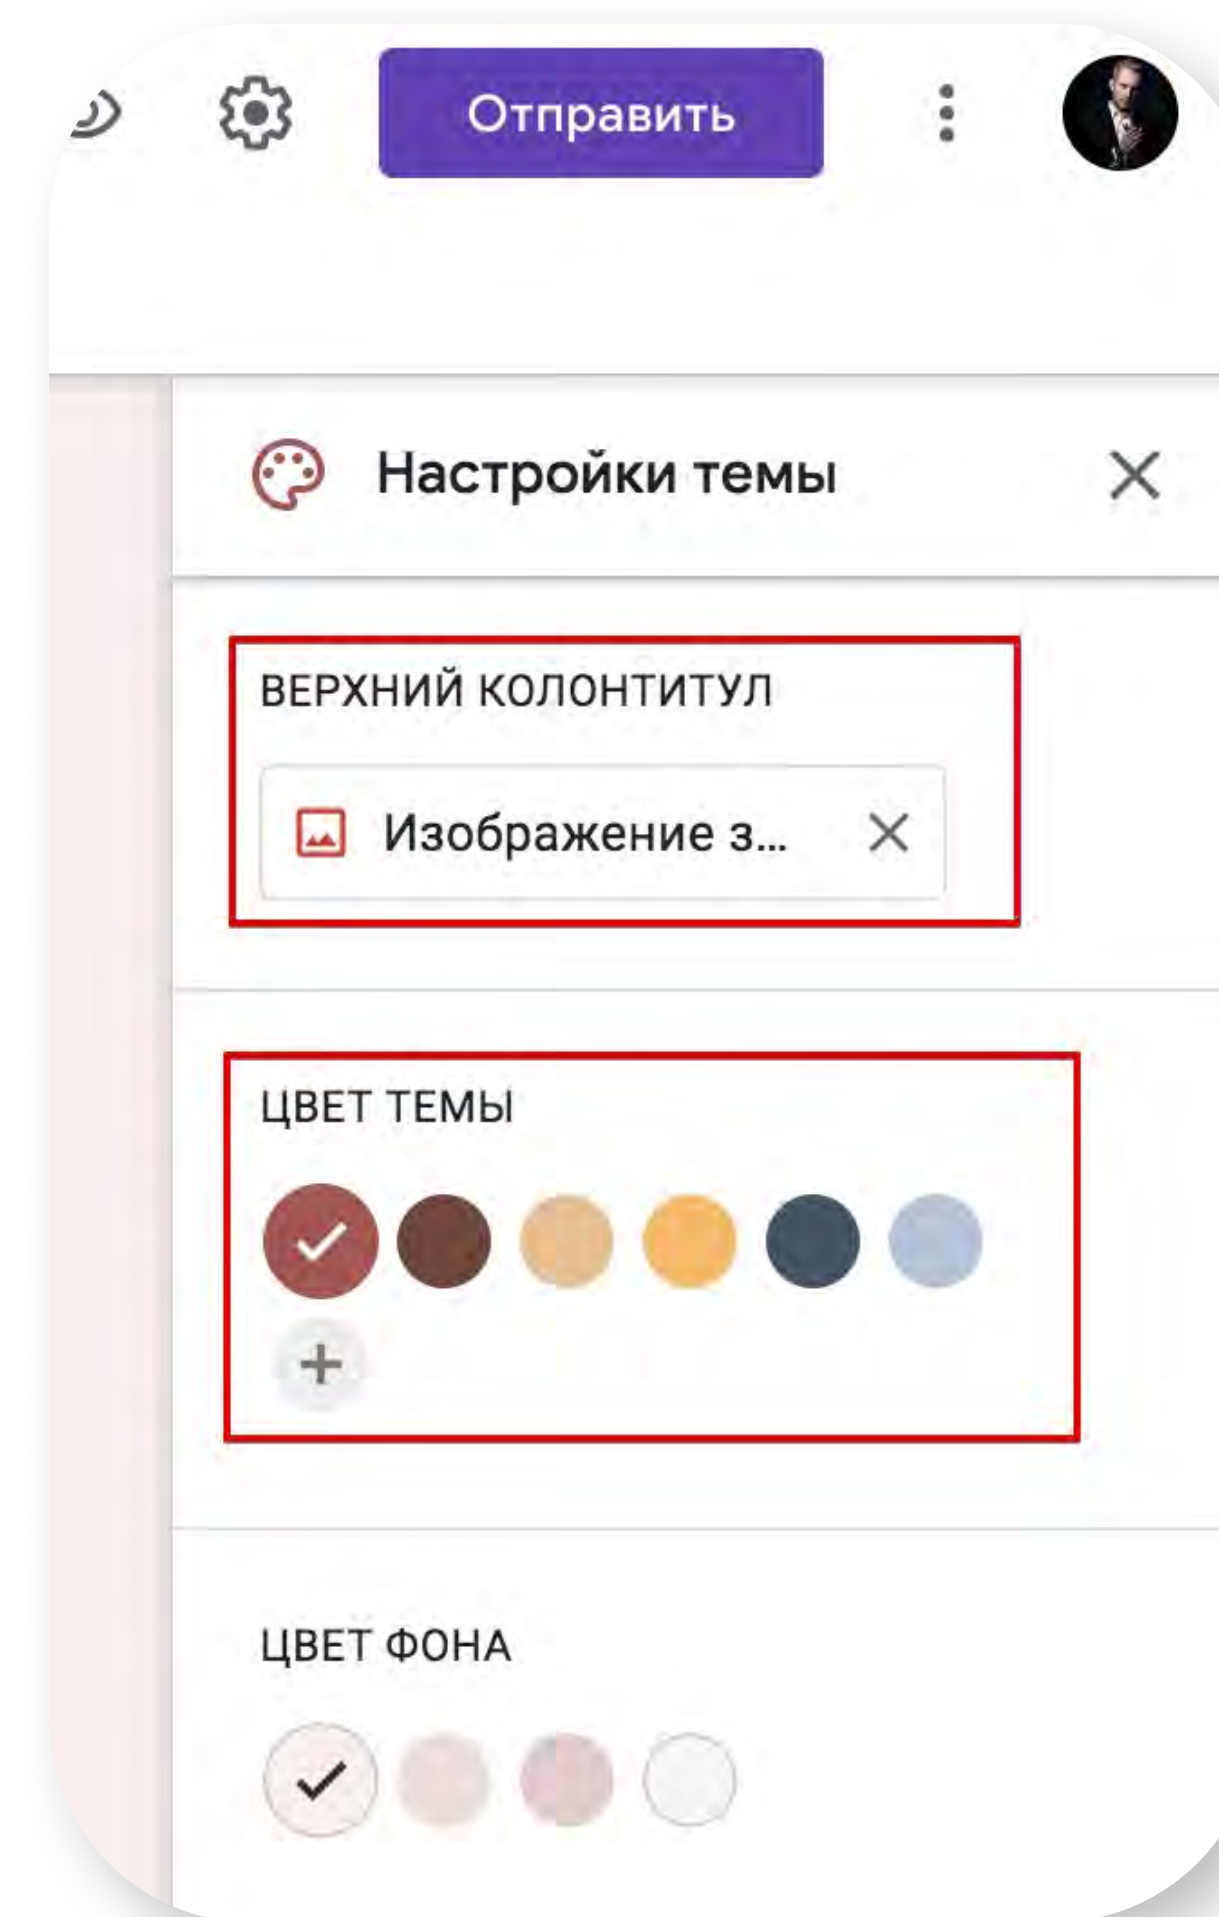 Отправить
Настройки темы
ВЕРХНИЙ КОЛОНТИТУЛ
Изображение з...
ЦВЕТ ТЕМЫ
ЦВЕТ ФОНА